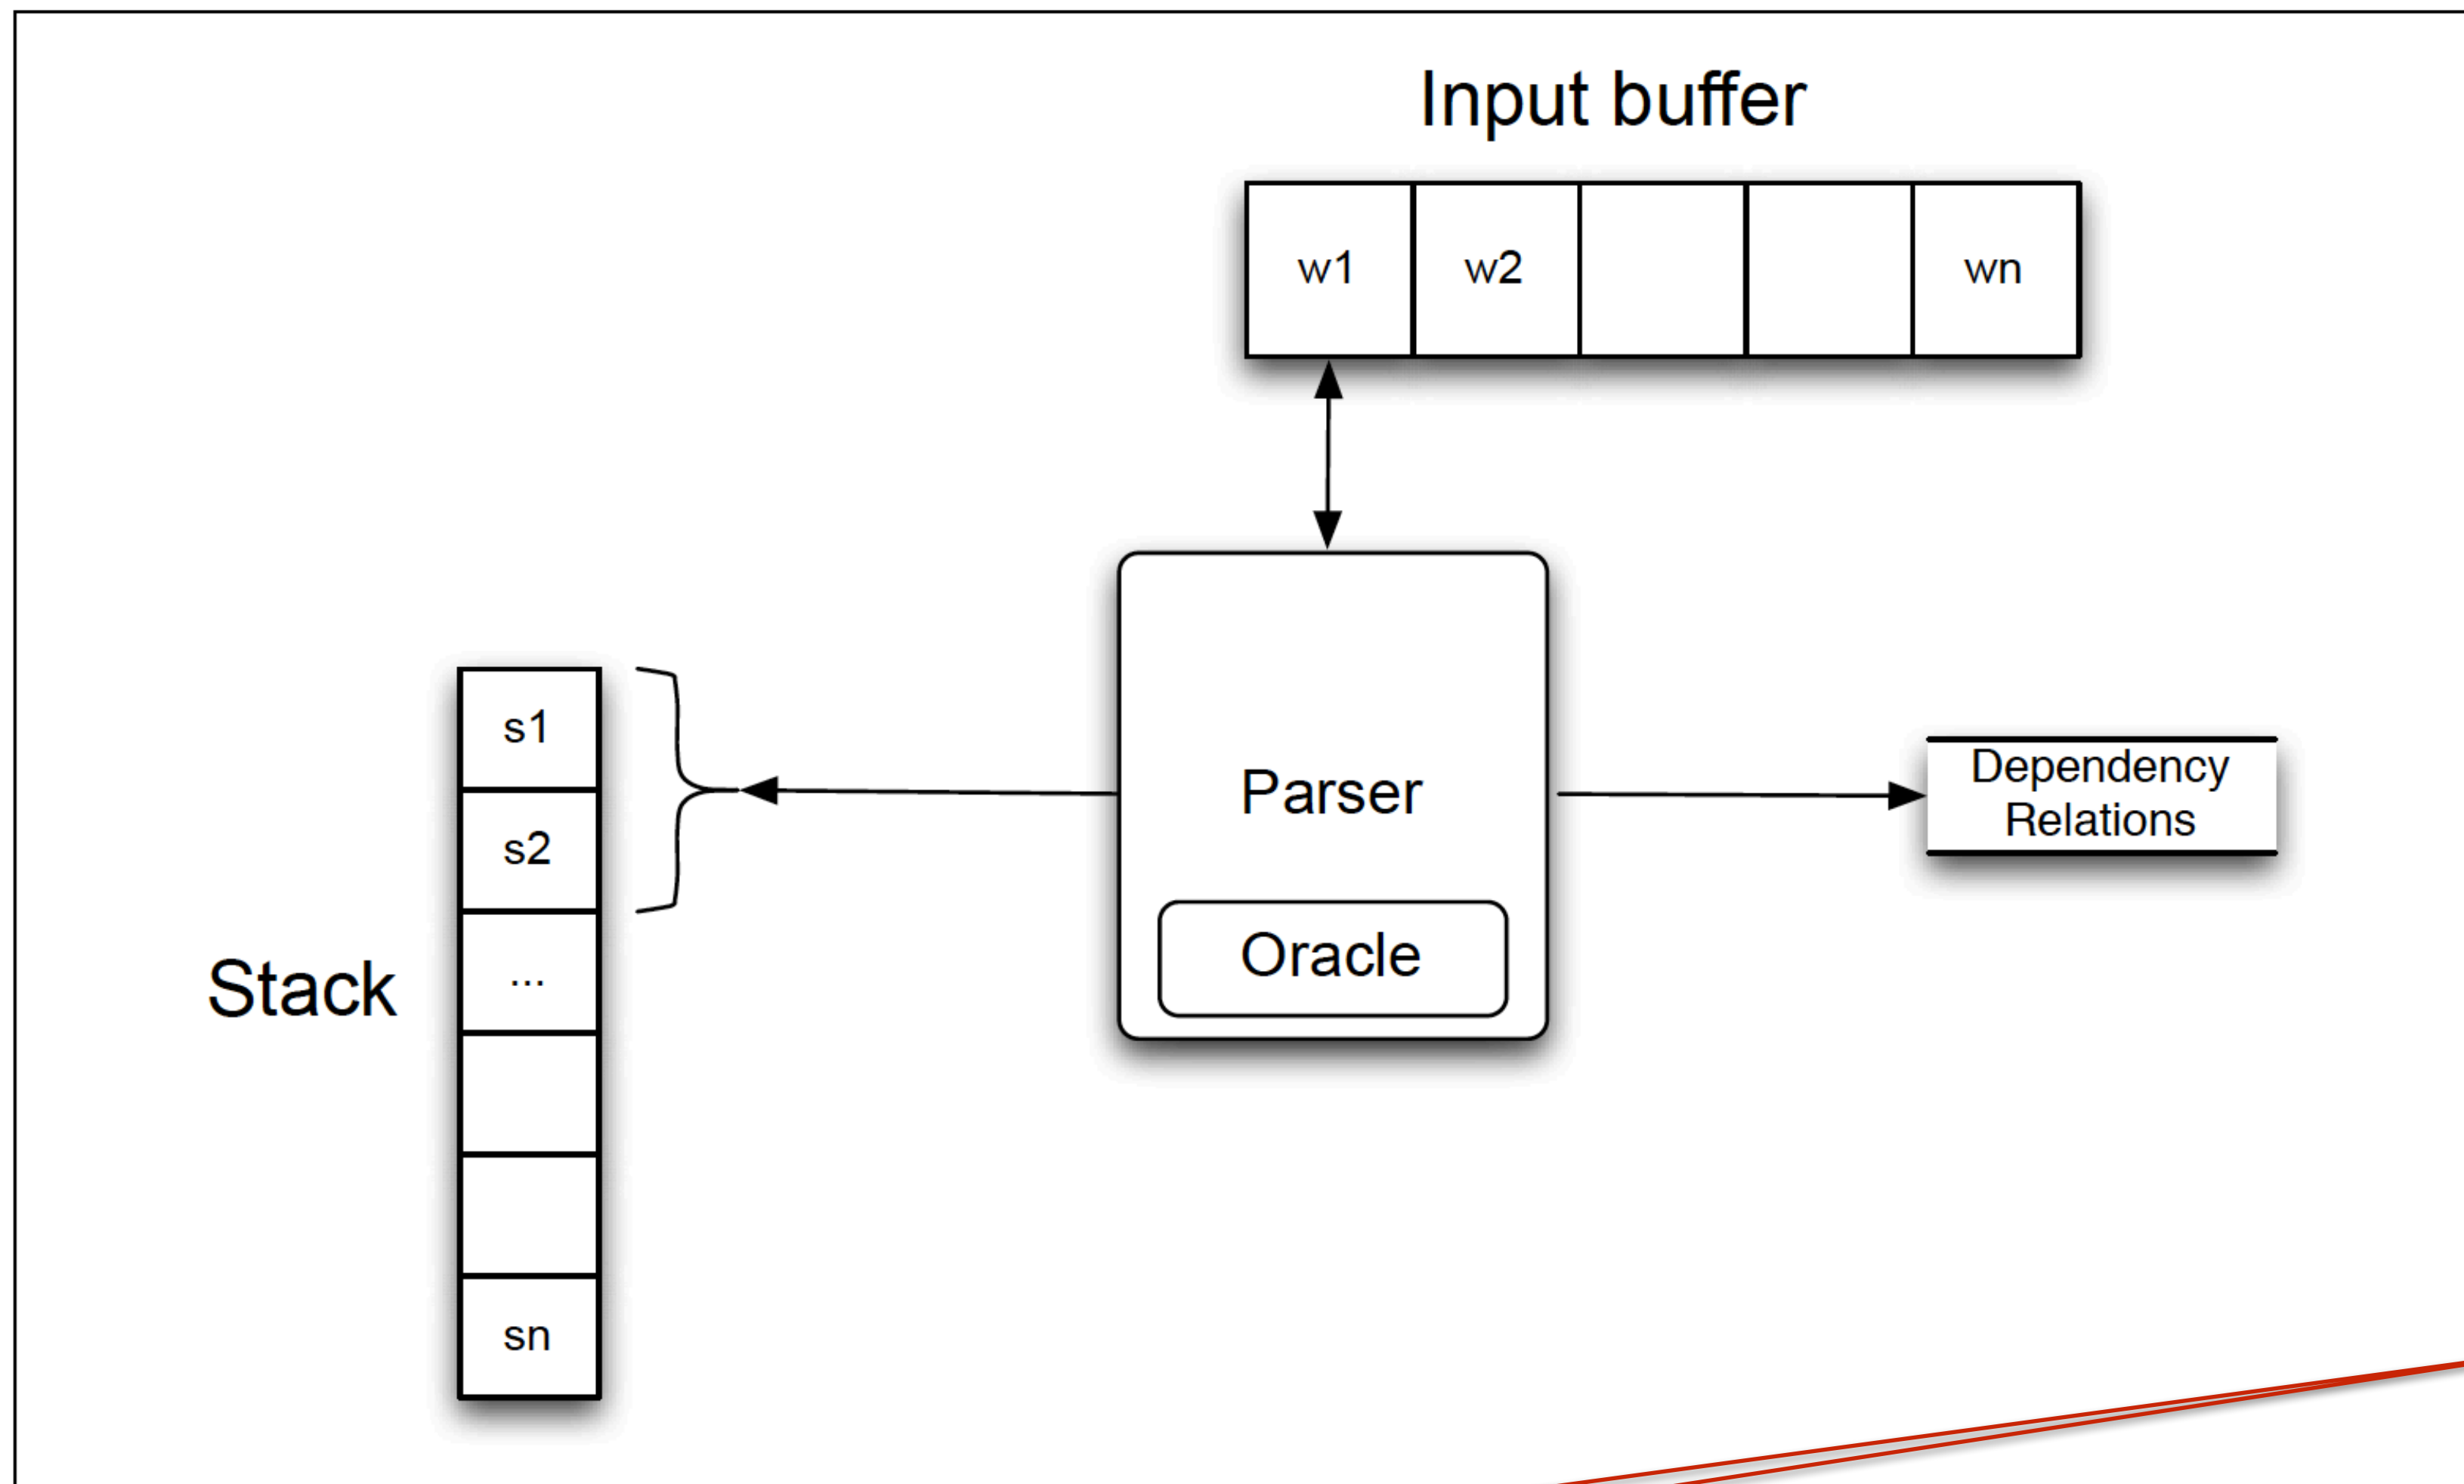 Input buffer
w1 w2 wn
s1
s2
Stack
...
sn
Parser
Oracle
Dependency
Relations